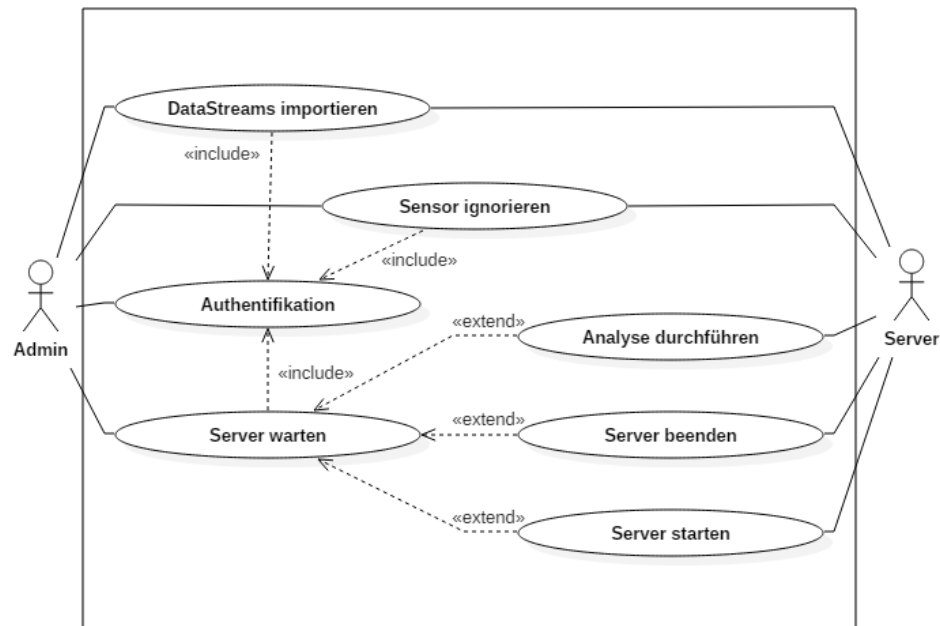 DataStreams importieren
«include»
Sensor ignorieren
«include»
Authentifikation
«extend»
Analyse durchführen
Admin
Server
«include»
«extend»
Server warten
Server beenden
«extend»
Server starten